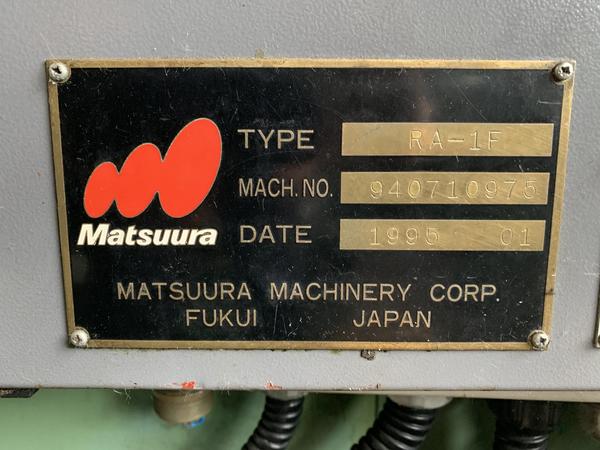 TYPE RA-1F
MACH. NO. 940710975
Matsuura DATE 1995 01
MATSUURA MACHINERY CORP.
FUKUI JAPAN